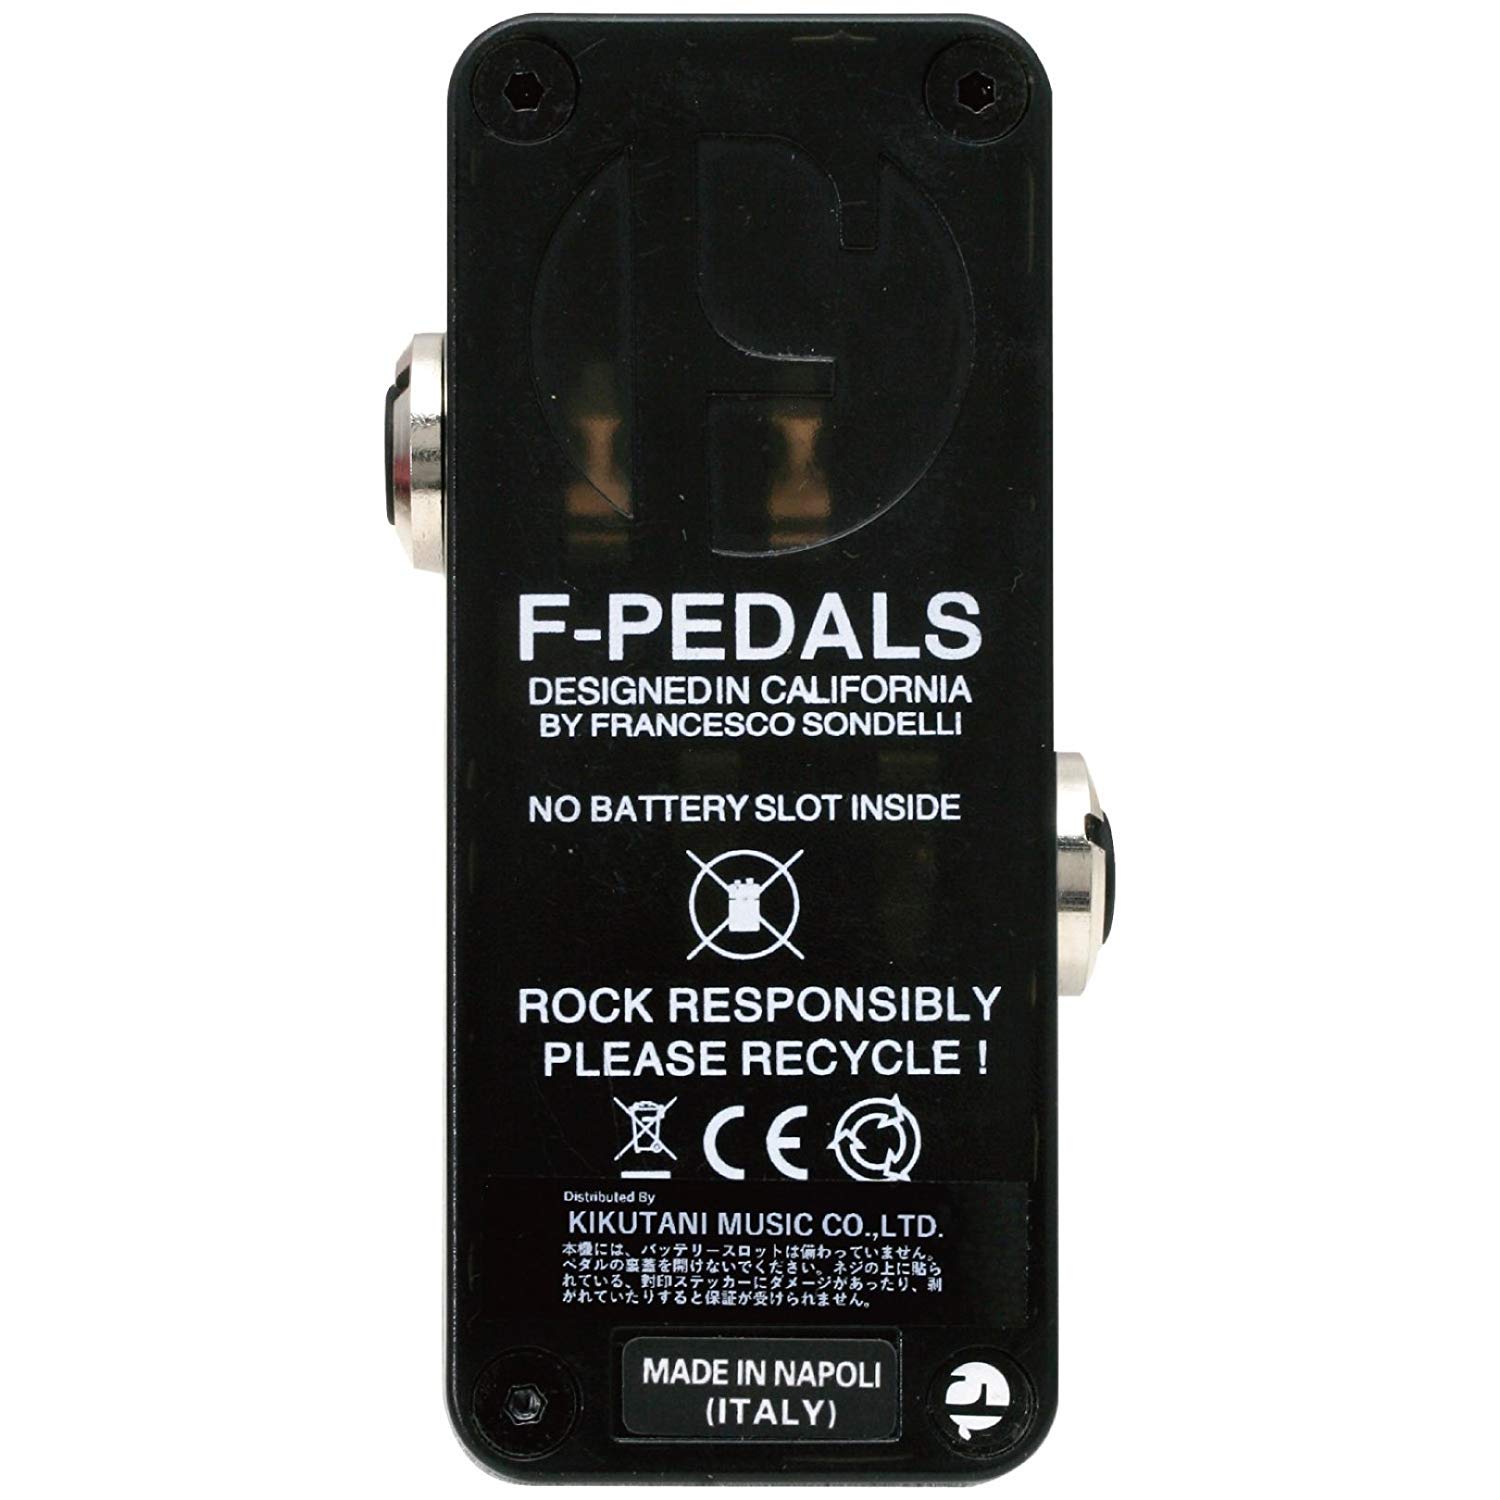 F-PEDALS
DESIGNED IN CALIFORNIA
BY FRANCESCO SONDELLI
NO BATTERY SLOT INSIDE
ROCK RESPONSIBLY
PLEASE RECYCLE !
CE
Distributed By
KIKUTANI MUSIC CO.,LTD.
本機には、バッテリースロットは備わっていません。
ペダルの裏蓋を開けないでください。ネジの上に貼ら
れている、封印ステッカーにダメージがあったり、剥
がれていたりすると保証が受けられません。
MADE IN NAPOLI
(ITALY)